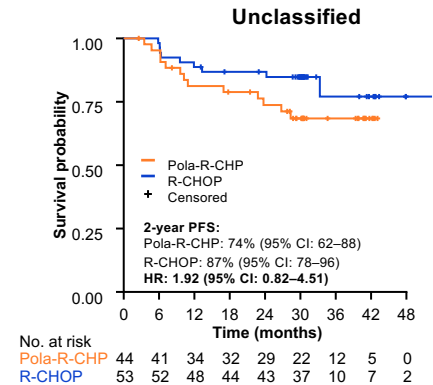 Unclassified
Survival probability
1.00
0.75
0.50
0.25
0.00
Pola-R-CHP
R-CHOP
+ Censored
2-year PFS:
Pola-R-CHP: 74% (95% CI: 62–88)
R-CHOP: 87% (95% CI: 78–96)
HR: 1.92 (95% CI: 0.82–4.51)
0 6 12 18 24 30 36 42 48
Time (months)
No. at risk
Pola-R-CHP 44 41 34 32 29 22 12 5 0
R-CHOP 53 52 48 44 43 37 10 7 2